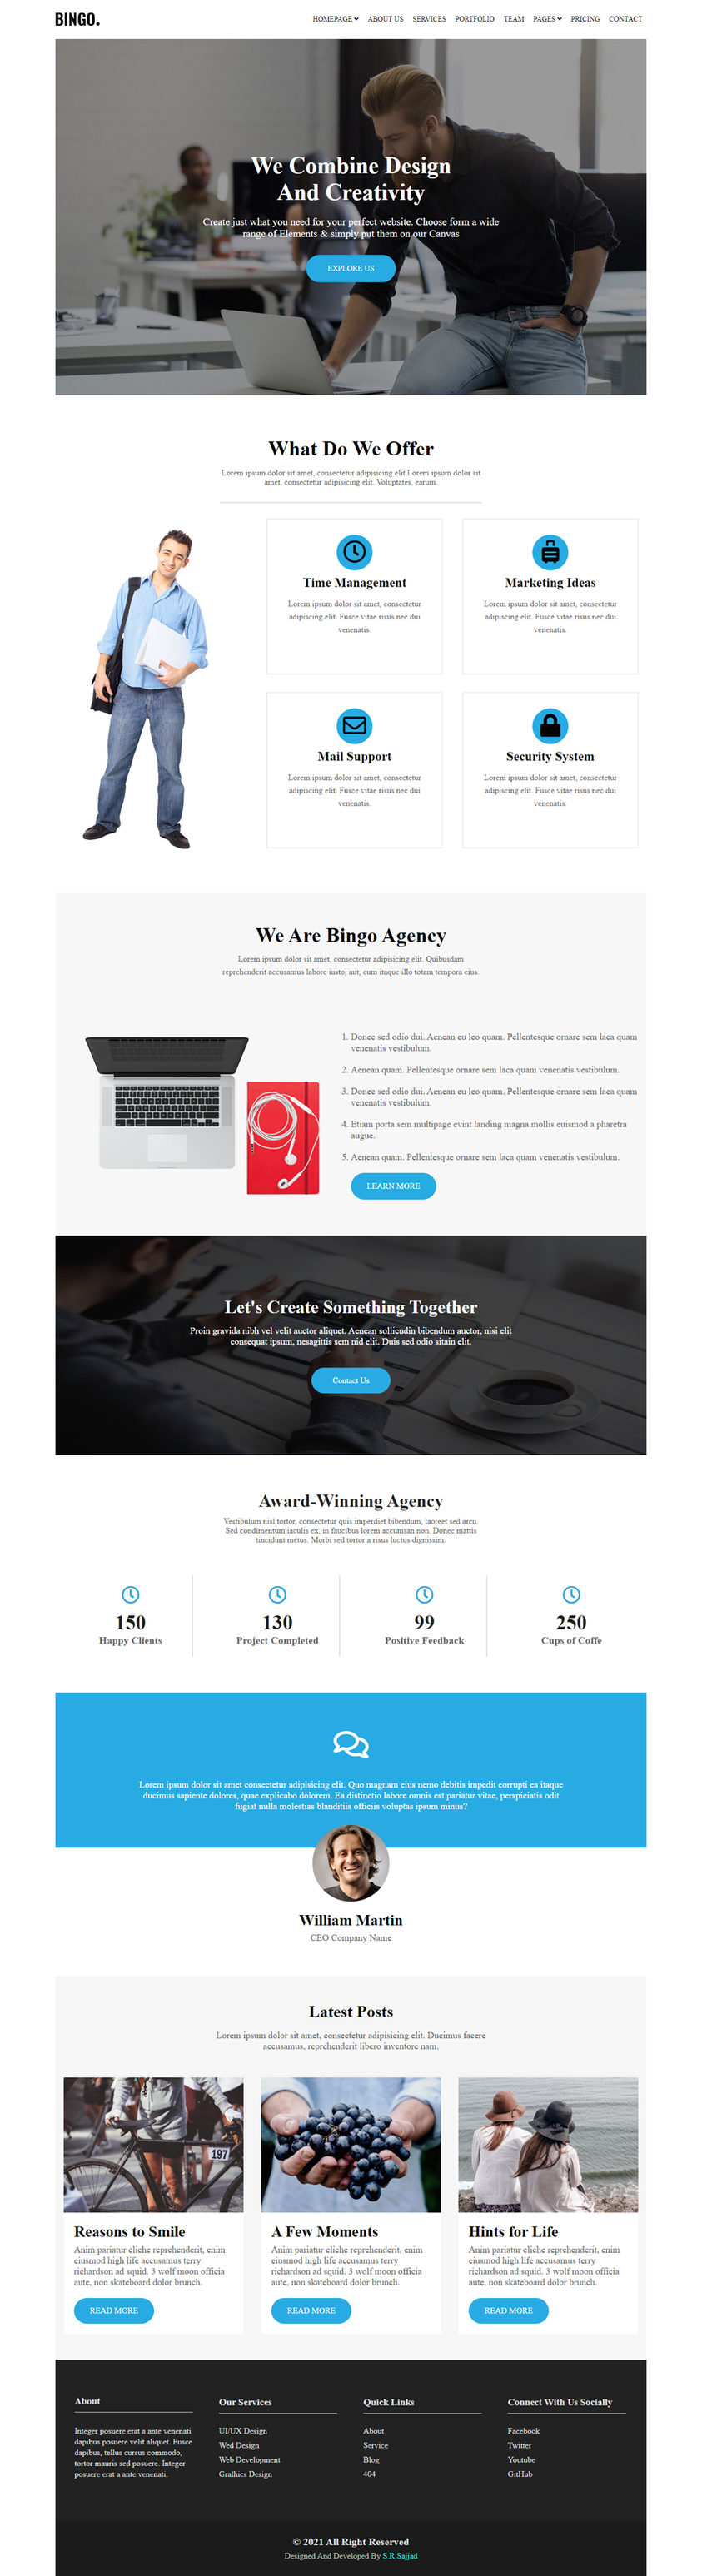 BINGO.
HOMEPAGE ABOUT US SERVICES PORTFOLIO TEAM PAGES PRICING CONTACT
We Combine Design
And Creativity
Create just what you need for your perfect website. Choose form a wide
range of Elements & simply put them on our Canvas
EXPLORE US
What Do We Offer
Lorem ipsum dolor sit amet, consectetur adipisicing elit.Lorem ipsum dolor sit
amet, consectetur adipisicing elit. Voluptates, earum.
Time Management
Lorem ipsum dolor sit amet, consectetur
adipiscing elit. Fusce vitae risus nec dui
venenatis.
Marketing Ideas
Lorem ipsum dolor sit amet, consectetur
adipiscing elit. Fusce vitae risus nec dui
venenatis.
Mail Support
Lorem ipsum dolor sit amet, consectetur
adipiscing elit. Fusce vitae risus nec dui
venenatis.
Security System
Lorem ipsum dolor sit amet, consectetur
adipiscing elit. Fusce vitae risus nec dui
venenatis.
We Are Bingo Agency
Lorem ipsum dolor sit amet, consectetur adipisicing elit. Quibusdam
reprehenderit accusamus labore iusto, aut, eum itaque illo totam tempora eius.
1. Donec sed odio dui. Aenean eu leo quam. Pellentesque ornare sem laca quam
venenatis vestibulum.
2. Aenean quam. Pellentesque ornare sem laca quam venenatis vestibulum.
3. Donec sed odio dui. Aenean eu leo quam. Pellentesque ornare sem laca quam
venenatis vestibulum.
4. Etiam porta sem multipage evint landing magna mollis euismod a pharetra
augue.
5. Aenean quam. Pellentesque ornare sem laca quam venenatis vestibulum.
LEARN MORE
Let's Create Something Together
Proin gravida nibh vel velit auctor aliquet. Aenean sollicudin bibendum auctor, nisi elit
consequat ipsum, nesagittis sem nid elit. Duis sed odio sitain elit.
Contact Us
Award-Winning Agency
Vestibulum nisl tortor, consectetur quis imperdiet bibendum, laoreet sed arcu.
Sed condimentum iaculis ex, in faucibus lorem accumsan non. Donec mattis
tincidunt metus. Morbi sed tortor a risus luctus dignissim.
150
Happy Clients
130
Project Completed
99
Positive Feedback
250
Cups of Coffe
Lorem ipsum dolor sit amet consectetur adipisicing elit. Quo magnam eius nemo debitis impedit corrupti ea itaque
ducimus sapiente dolores, quae explicabo dolorem. Ea distinctio labore omnis est pariatur vitae, perspiciatis odit
fugiat nulla molestias blanditiis officiis voluptas ipsum minus?
William Martin
CEO Company Name
Latest Posts
Lorem ipsum dolor sit amet, consectetur adipisicing elit. Ducimus facere
accusamus, reprehenderit libero inventore nam.
197
Reasons to Smile
Anim pariatur cliche reprehenderit, enim
eiusmod high life accusamus terry
richardson ad squid. 3 wolf moon officia
aute, non skateboard dolor brunch.
READ MORE
A Few Moments
Anim pariatur cliche reprehenderit, enim
eiusmod high life accusamus terry
richardson ad squid. 3 wolf moon officia
aute, non skateboard dolor brunch.
READ MORE
Hints for Life
Anim pariatur cliche reprehenderit, enim
eiusmod high life accusamus terry
richardson ad squid. 3 wolf moon officia
aute, non skateboard dolor brunch.
READ MORE
About
Integer posuere erat a ante venenati
dapibus posuere velit aliquet. Fusce
dapibus, tellus cursus commodo,
tortor mauris sed posuere. Integer
posuere erat a ante venenati.
Our Services
UI/UX Design
Wed Design
Web Development
Gralhics Design
Quick Links
About
Service
Blog
404
Connect With Us Socially
Facebook
Twitter
Youtube
GitHub
© 2021 All Right Reserved
Designed And Developed By S.R Sajjad